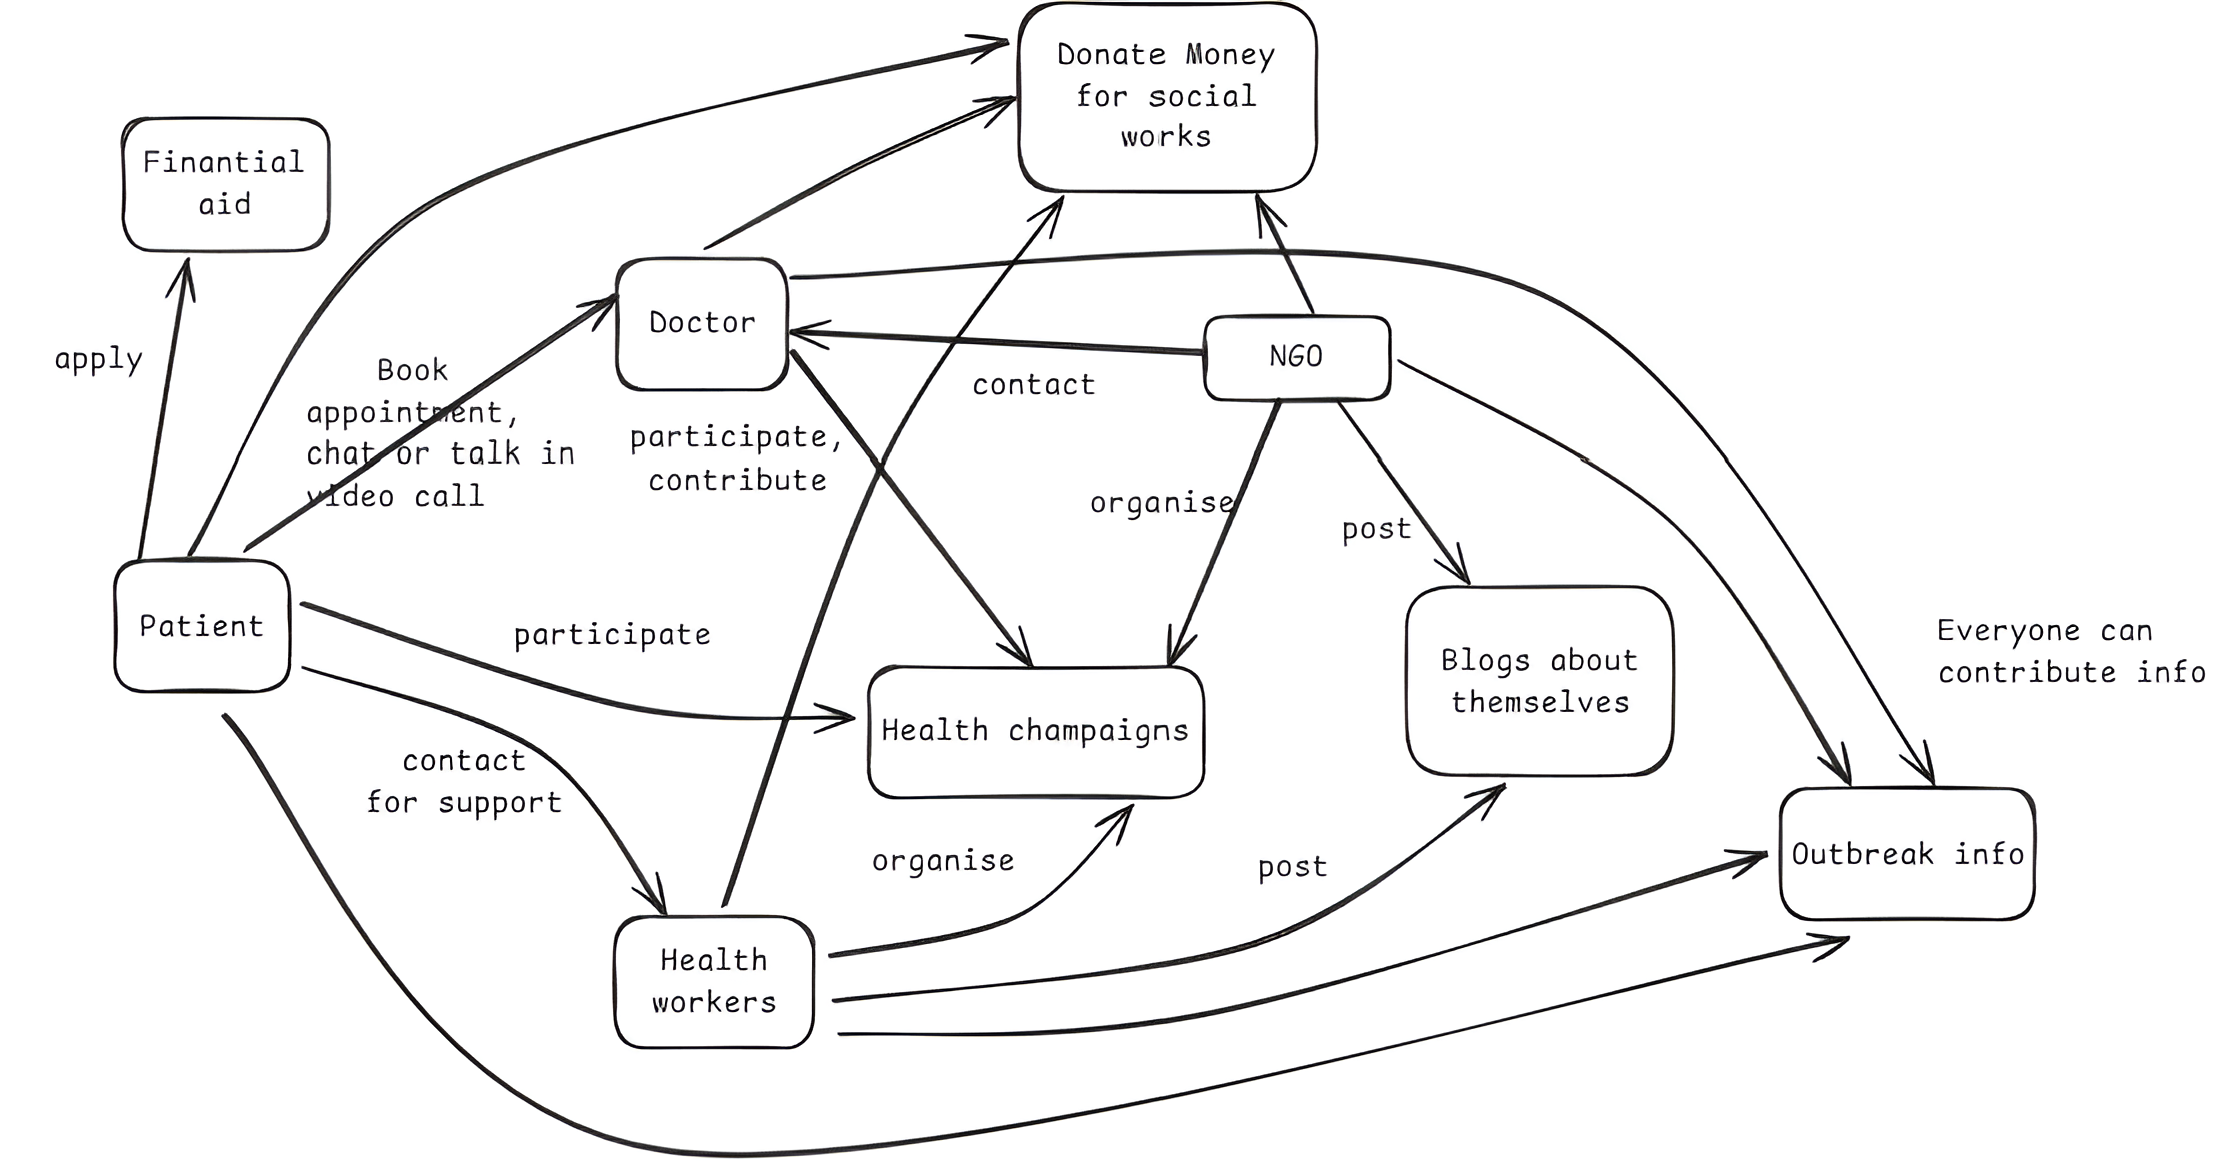 Donate Money
for social
works
Finantial
aid
Doctor
NGO
apply
Book
appointment,
chat or talk in
video call
contact
participate,
contribute
organise
post
Patient
participate
Everyone can
contribute info
Blogs about
themselves
Health champaigns
contact
for support
organise
post
Outbreak info
Health
workers